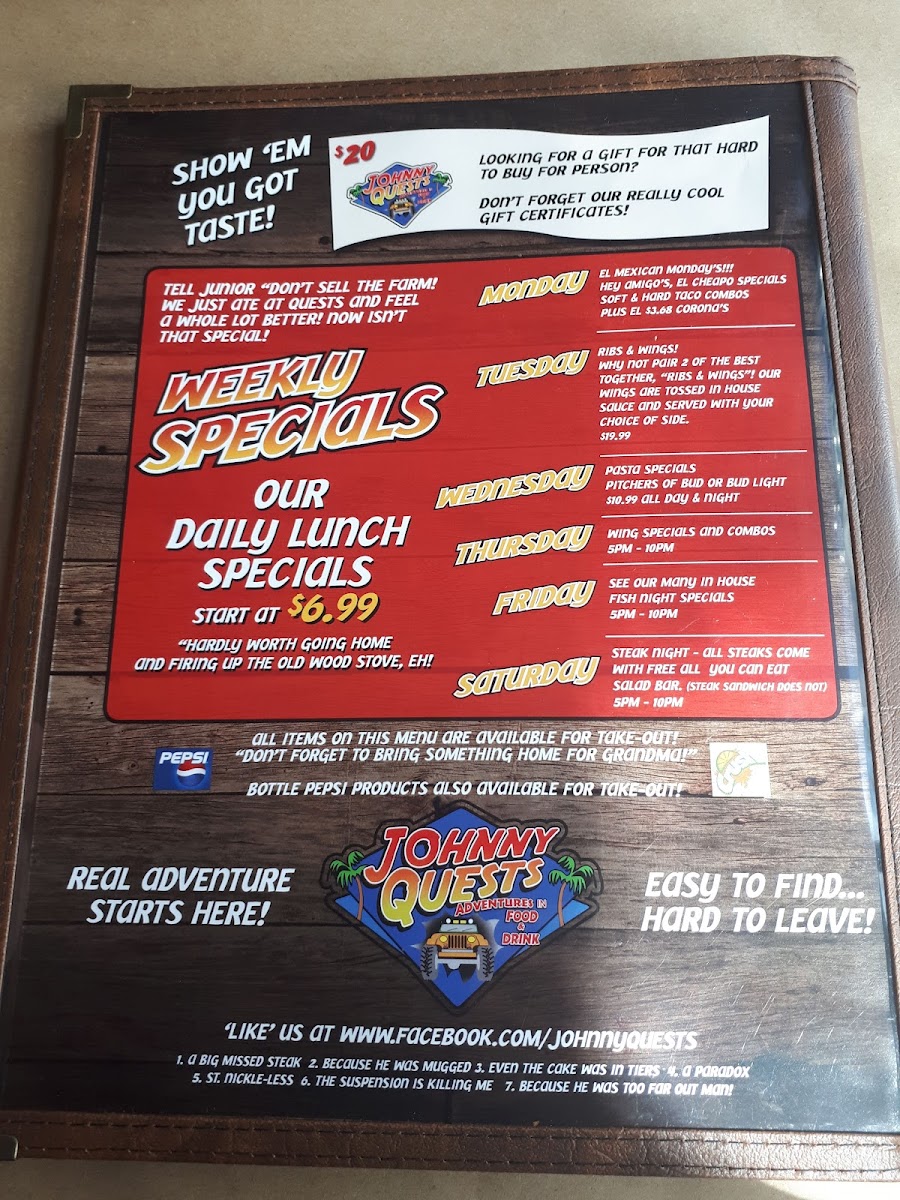 SHOW 'EM
YOU GOT
TASTE!
$20
JOHNNY
QUESTS
LOOKING FOR A GIFT FOR THAT HARD
TO BUY FOR PERSON?
DON'T FORGET OUR REALLY COOL
GIFT CERTIFICATES!
TELL JUNIOR "DON'T SELL THE FARM!
WE JUST ATE AT QUESTS AND FEEL
A WHOLE LOT BETTER! NOW ISN'T
THAT SPECIAL!
WEEKLY
SPECIALS
OUR
DAILY LUNCH
SPECIALS
START AT $6.99
"HARDLY WORTH GOING HOME
AND FIRING UP THE OLD WOOD STOVE, EH!
MONDAY
EL MEXICAN MONDAY'S!!!
HEY AMIGO'S, EL CHEAPO SPECIALS
SOFT & HARD TACO COMBOS
PLUS EL $3.68 CORONA'S
TUESDAY
RIBS & WINGS!
WHY NOT PAIR 2 OF THE BEST
TOGETHER, "RIBS & WINGS"! OUR
WINGS ARE TOSSED IN HOUSE
SAUCE AND SERVED WITH YOUR
CHOICE OF SIDE.
$19.99
WEDNESDAY
PASTA SPECIALS
PITCHERS OF BUD OR BUD LIGHT
$10.99 ALL DAY & NIGHT
THURSDAY
WING SPECIALS AND COMBOS
5PM - 10PM
FRIDAY
SEE OUR MANY IN HOUSE
FISH NIGHT SPECIALS
5PM - 10PM
SATURDAY
STEAK NIGHT - ALL STEAKS COME
WITH FREE ALL YOU CAN EAT
SALAD BAR. (STEAK SANDWICH DOES NOT)
5PM - 10PM
ALL ITEMS ON THIS MENU ARE AVAILABLE FOR TAKE-OUT!
"DON'T FORGET TO BRING SOMETHING HOME FOR GRANDMA!"
PEPSI
BOTTLE PEPSI PRODUCTS ALSO AVAILABLE FOR TAKE-OUT!
REAL ADVENTURE
STARTS HERE!
JOHNNY
QUESTS
ADVENTURES IN
FOOD
&
DRINK
EASY TO FIND...
HARD TO LEAVE!
'LIKE' US AT WWW.FACEBOOK.COM/JOHNNYQUESTS
1. A BIG MISSED STEAK 2. BECAUSE HE WAS MUGGED 3. EVEN THE CAKE WAS IN TIERS 4. A PARADOX
5. ST. NICKLE-LESS 6. THE SUSPENSION IS KILLING ME 7. BECAUSE HE WAS TOO FAR OUT MAN!